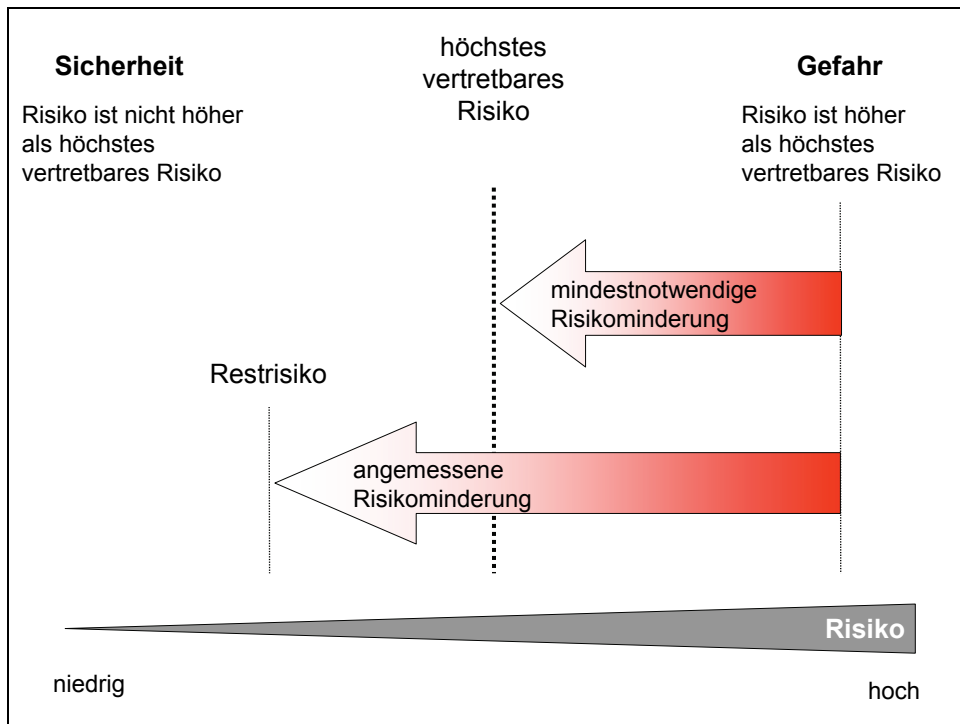 Sicherheit
Risiko ist nicht höher
als höchstes
vertretbares Risiko
höchstes
vertretbares
Risiko
Gefahr
Risiko ist höher
als höchstes
vertretbares Risiko
mindestnotwendige
Risikominderung
Restrisiko
angemessene
Risikominderung
Risiko
niedrig
hoch